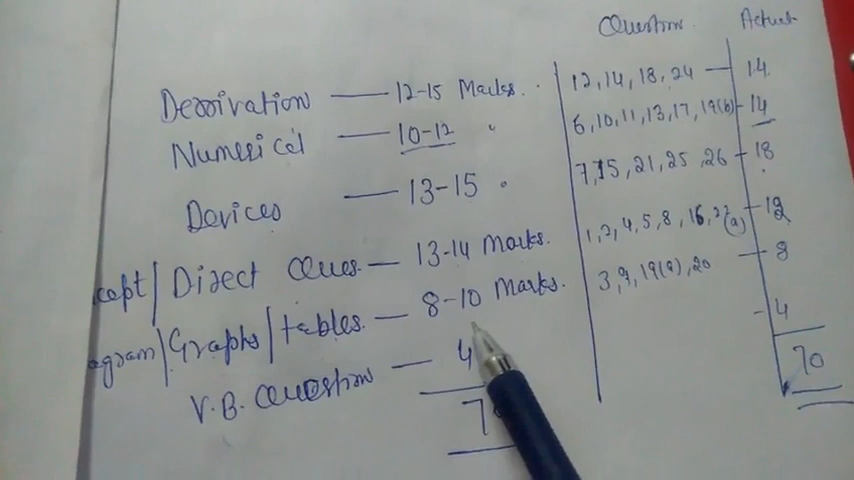 Question Actual
Derivation — 12-15 Marks. 12, 14, 18, 24 — 14
Numerical — 10-12 " 6, 10, 11, 13, 17, 19(b) - 14
Devices — 13-15 " 7, 15, 21, 25, 26 - 18
cept / Direct Ques. — 13-14 Marks. 1, 2, 4, 5, 8, 16, 22(a) - 12
agram / Graphs / tables. — 8-10 Marks. 3, 9, 19(a), 20 — 8
V.B. Question — 4 - 4
7 70